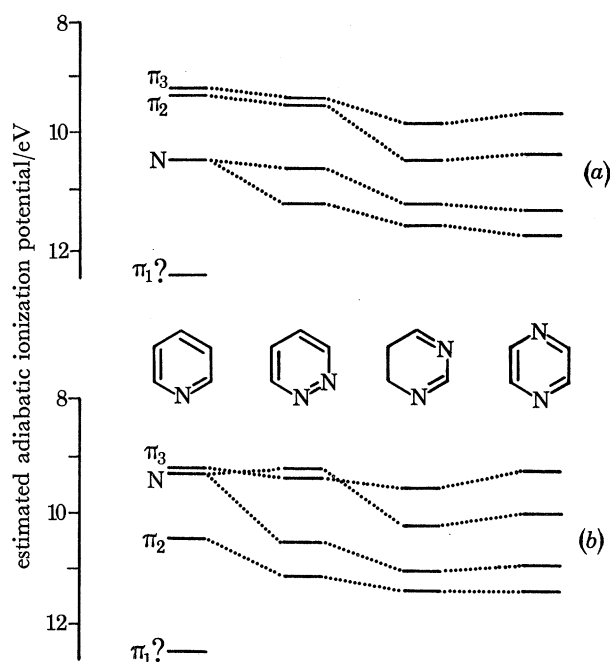 8
π₃
π₂
10
N
(a)
12
π₁?
estimated adiabatic ionization potential/eV
N
N
N
N
N
N
N
8
π₃
N
10
π₂
(b)
12
π₁?